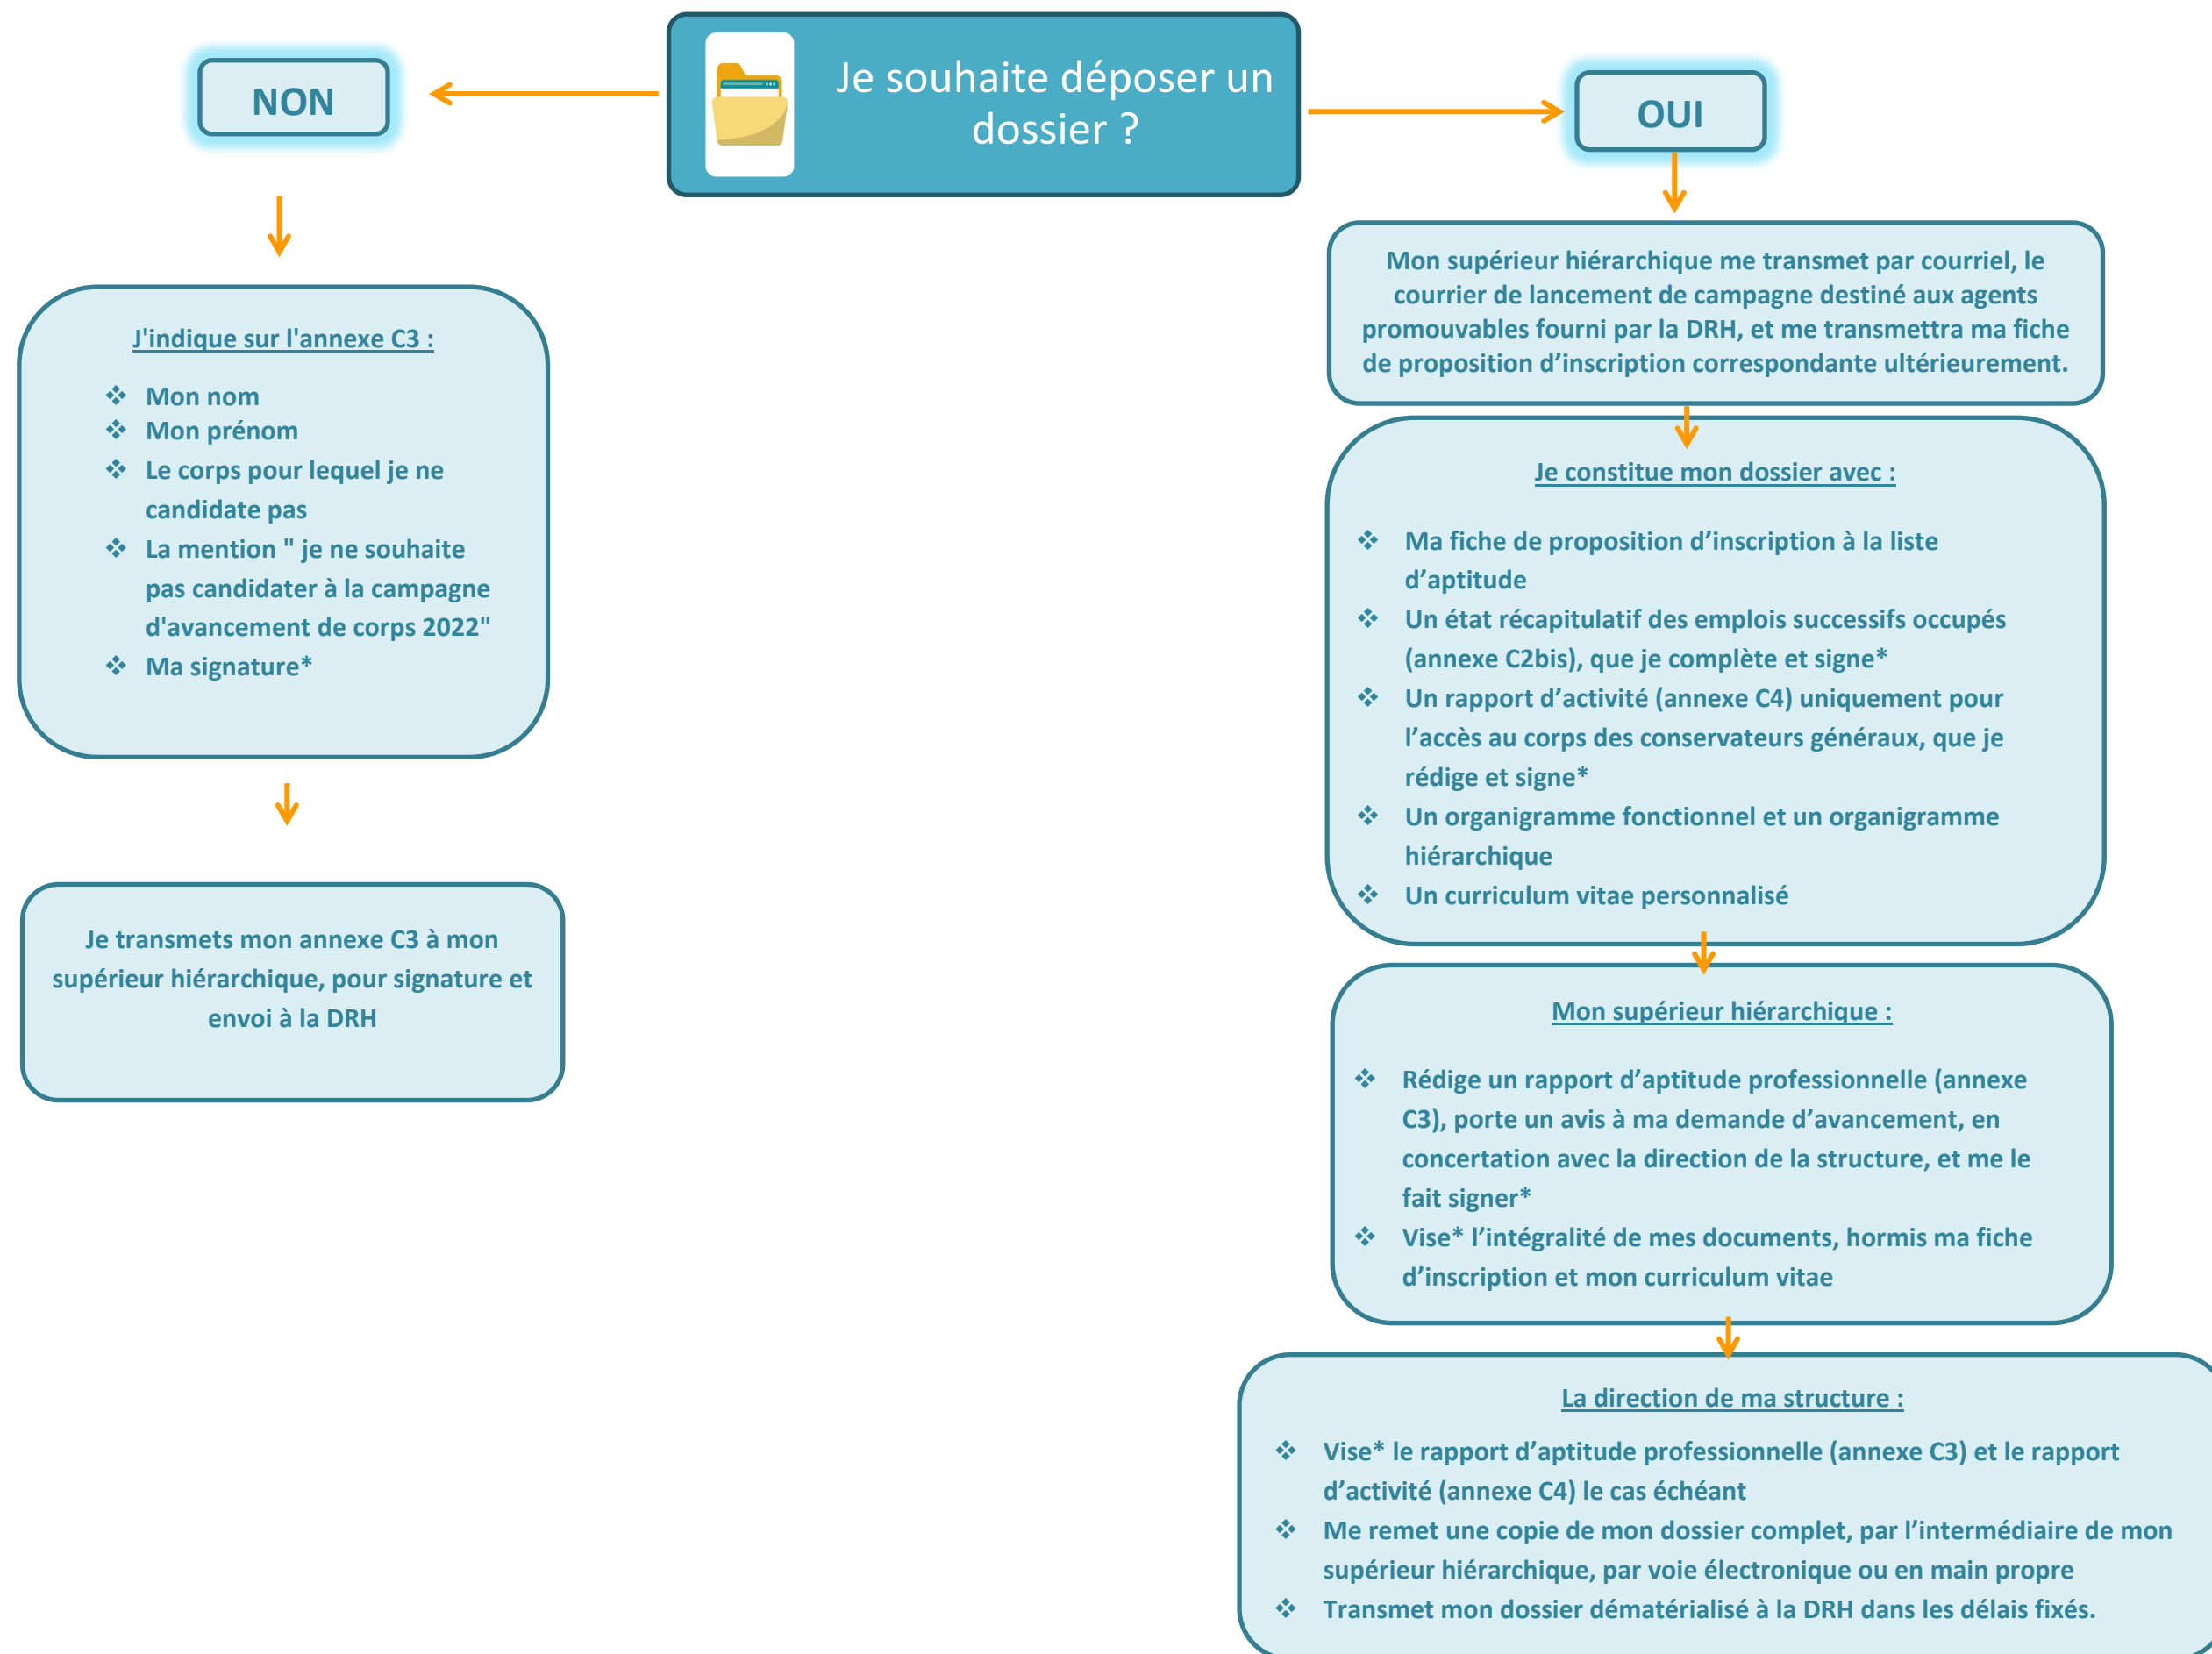 Je souhaite déposer un
dossier ?
NON
J'indique sur l'annexe C3 :
❖ Mon nom
❖ Mon prénom
❖ Le corps pour lequel je ne
candidate pas
❖ La mention " je ne souhaite
pas candidater à la campagne
d'avancement de corps 2022"
❖ Ma signature*
Je transmets mon annexe C3 à mon
supérieur hiérarchique, pour signature et
envoi à la DRH
OUI
Mon supérieur hiérarchique me transmet par courriel, le
courrier de lancement de campagne destiné aux agents
promouvables fourni par la DRH, et me transmettra ma fiche
de proposition d’inscription correspondante ultérieurement.
Je constitue mon dossier avec :
❖ Ma fiche de proposition d’inscription à la liste
d’aptitude
❖ Un état récapitulatif des emplois successifs occupés
(annexe C2bis), que je complète et signe*
❖ Un rapport d’activité (annexe C4) uniquement pour
l’accès au corps des conservateurs généraux, que je
rédige et signe*
❖ Un organigramme fonctionnel et un organigramme
hiérarchique
❖ Un curriculum vitae personnalisé
Mon supérieur hiérarchique :
❖ Rédige un rapport d’aptitude professionnelle (annexe
C3), porte un avis à ma demande d’avancement, en
concertation avec la direction de la structure, et me le
fait signer*
❖ Vise* l’intégralité de mes documents, hormis ma fiche
d’inscription et mon curriculum vitae
La direction de ma structure :
❖ Vise* le rapport d’aptitude professionnelle (annexe C3) et le rapport
d’activité (annexe C4) le cas échéant
❖ Me remet une copie de mon dossier complet, par l’intermédiaire de mon
supérieur hiérarchique, par voie électronique ou en main propre
❖ Transmet mon dossier dématérialisé à la DRH dans les délais fixés.